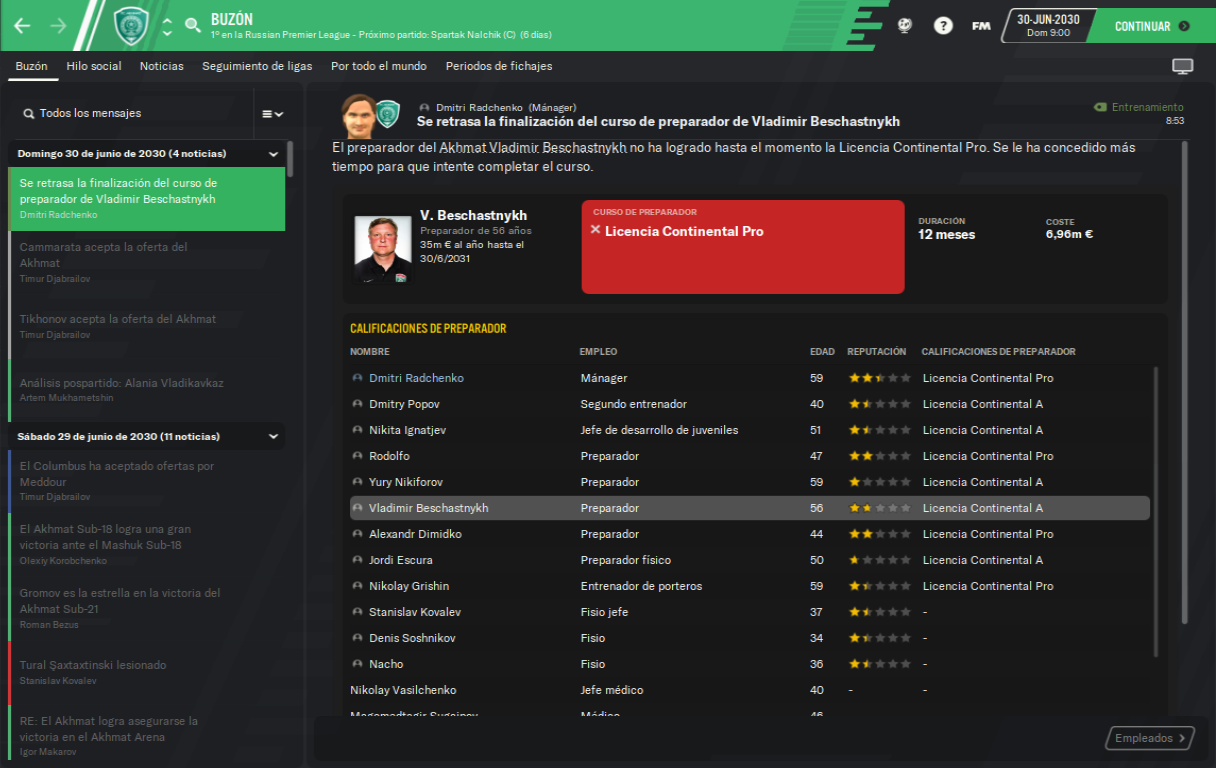 BUZÓN
1º en la Russian Premier League - Próximo partido: Spartak Nalchik (C) (6 días)
FM
30-JUN-2030
Dom 9:00
CONTINUAR
Buzón Hilo social Noticias Seguimiento de ligas Por todo el mundo Periodos de fichajes
Todos los mensajes
Domingo 30 de junio de 2030 (4 noticias)
Se retrasa la finalización del curso de
preparador de Vladimir Beschastnykh
Dmitri Radchenko
Cammarata acepta la oferta del
Akhmat
Timur Djabrailov
Tikhonov acepta la oferta del Akhmat
Timur Djabrailov
Análisis pospartido: Alania Vladikavkaz
Artem Mukhametshin
Sábado 29 de junio de 2030 (11 noticias)
El Columbus ha aceptado ofertas por
Meddour
Timur Djabrailov
El Akhmat Sub-18 logra una gran
victoria ante el Mashuk Sub-18
Olexiy Korobchenko
Gromov es la estrella en la victoria del
Akhmat Sub-21
Roman Bezus
Tural Şaxtaxtinski lesionado
Stanislav Kovalev
RE: El Akhmat logra asegurarse la
victoria en el Akhmat Arena
Igor Makarov
Dmitri Radchenko (Mánager)
Se retrasa la finalización del curso de preparador de Vladimir Beschastnykh
Entrenamiento
8:53
El preparador del Akhmat Vladimir Beschastnykh no ha logrado hasta el momento la Licencia Continental Pro. Se le ha concedido más
tiempo para que intente completar el curso.
V. Beschastnykh
Preparador de 56 años
35m € al año hasta el
30/6/2031
CURSO DE PREPARADOR
Licencia Continental Pro
DURACIÓN
12 meses
COSTE
6,96m €
CALIFICACIONES DE PREPARADOR
NOMBRE EMPLEO EDAD REPUTACIÓN CALIFICACIONES DE PREPARADOR
Dmitri Radchenko Mánager 59 Licencia Continental Pro
Dmitry Popov Segundo entrenador 40 Licencia Continental A
Nikita Ignatjev Jefe de desarrollo de juveniles 51 Licencia Continental A
Rodolfo Preparador 47 Licencia Continental Pro
Yury Nikiforov Preparador 59 Licencia Continental A
Vladimir Beschastnykh Preparador 56 Licencia Continental A
Alexandr Dimidko Preparador 44 Licencia Continental Pro
Jordi Escura Preparador físico 50 Licencia Continental A
Nikolay Grishin Entrenador de porteros 59 Licencia Continental Pro
Stanislav Kovalev Fisio jefe 37 -
Denis Soshnikov Fisio 34 -
Nacho Fisio 36 -
Nikolay Vasilchenko Jefe médico 40 - -
Médico 46
Empleados